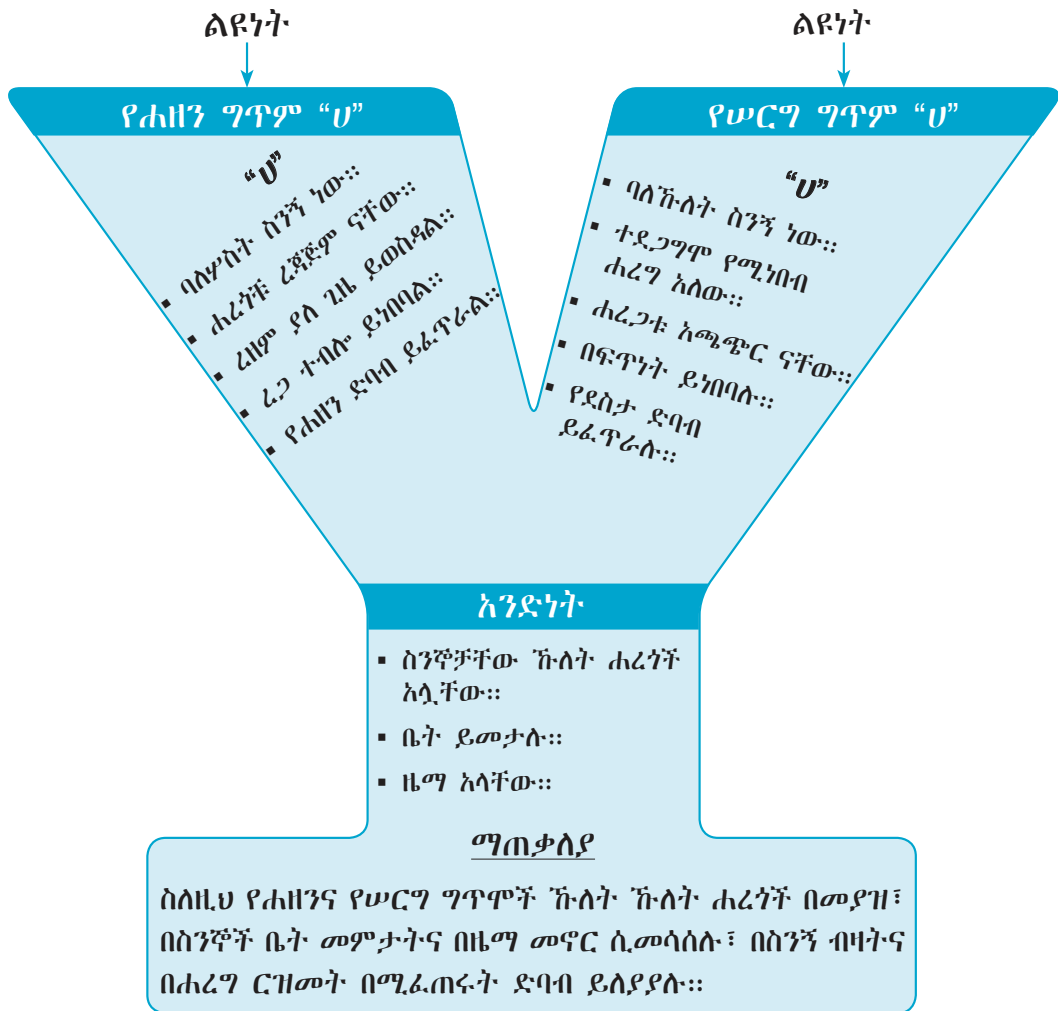 ልዩነት
የሐዘን ግጥም “ሀ”
“ሀ”
▪ ባለሦስት ስንኝ ነው።
▪ ሐረጎቹ ረጃጅም ናቸው።
▪ ረዘም ያለ ጊዜ ይወስዳል።
▪ ረጋ ተብሎ ይነበባል።
▪ የሐዘን ድባብ ይፈጥራል።
ልዩነት
የሠርግ ግጥም “ሀ”
“ሀ”
▪ ባለኹለት ስንኝ ነው።
▪ ተደጋግሞ የሚነበብ
ሐረግ አለው።
▪ ሐረጋቱ አጫጭር ናቸው።
▪ በፍጥነት ይነበባሉ።
▪ የደስታ ድባብ
ይፈጥራሉ።
አንድነት
▪ ስንኞቻቸው ኹለት ሐረጎች
አሏቸው።
▪ ቤት ይመታሉ።
▪ ዜማ አላቸው።
ማጠቃለያ
ስለዚህ የሐዘንና የሠርግ ግጥሞች ኹለት ኹለት ሐረጎች በመያዝ፣
በስንኞች ቤት መምታትና በዜማ መኖር ሲመሳሰሉ፣ በስንኝ ብዛትና
በሐረግ ርዝመት በሚፈጠሩት ድባብ ይለያያሉ።